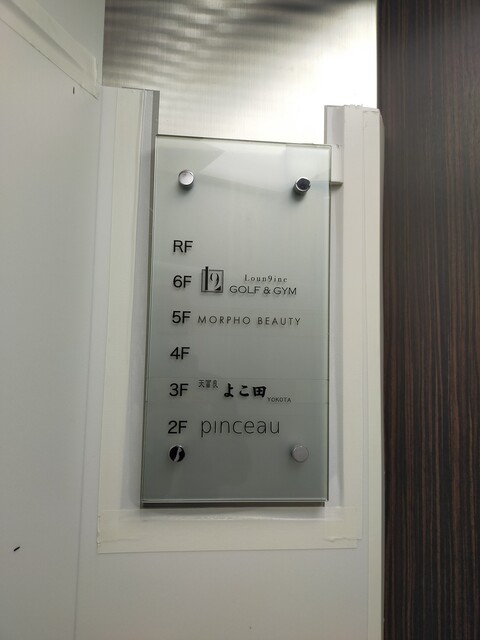 RF
6F Loun9ine
GOLF & GYM
5F MORPHO BEAUTY
4F
3F よこ田 YOKOTA
2F pinceau